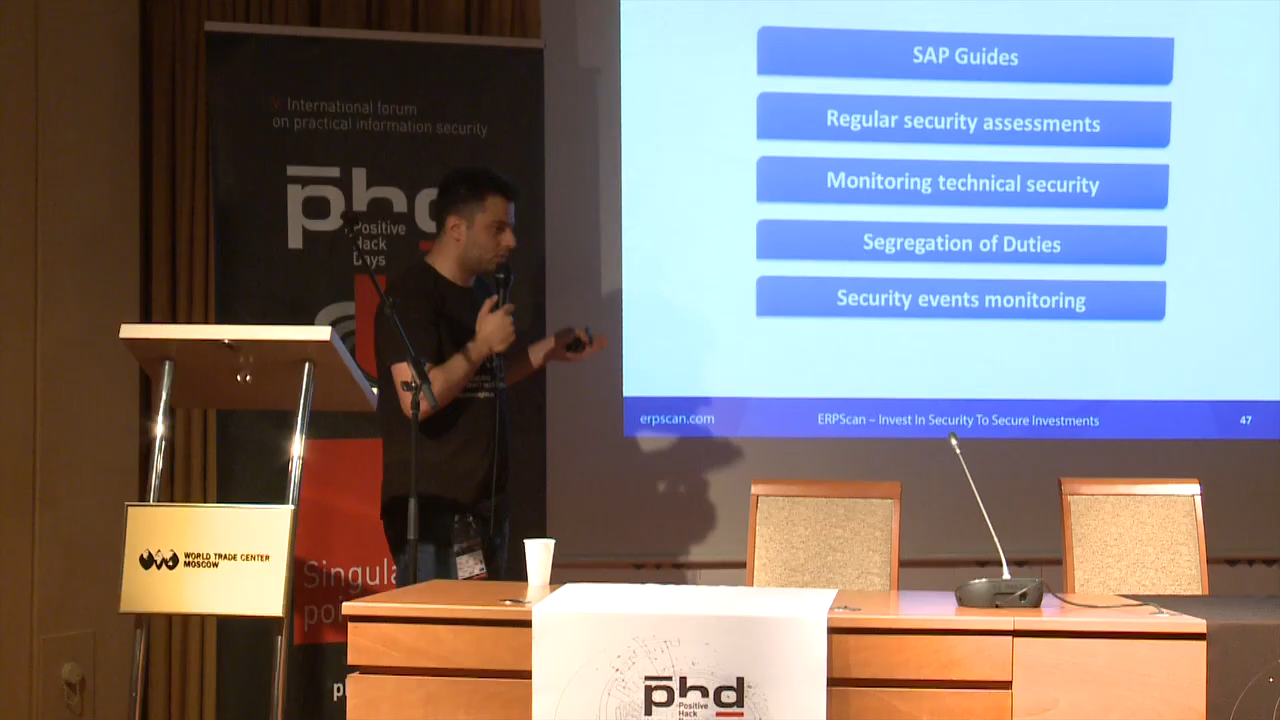 V International forum
on practical information security
phd
Positive
Hack
Days
Singula
poi
WORLD TRADE CENTER
MOSCOW
SAP Guides
Regular security assessments
Monitoring technical security
Segregation of Duties
Security events monitoring
erpscan.com
ERPScan – Invest In Security To Secure Investments
47
phd
Positive
Hack